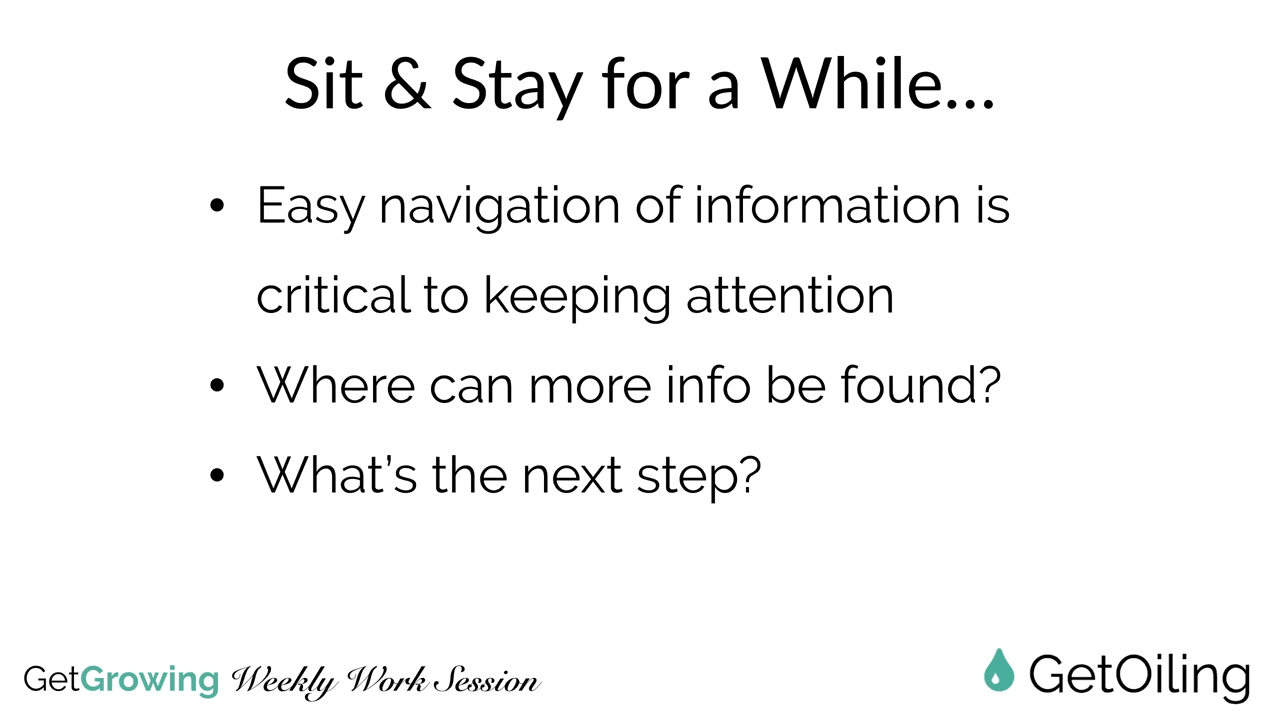 Sit & Stay for a While...
• Easy navigation of information is
critical to keeping attention
• Where can more info be found?
• What’s the next step?
GetGrowing Weekly Work Session
GetOiling